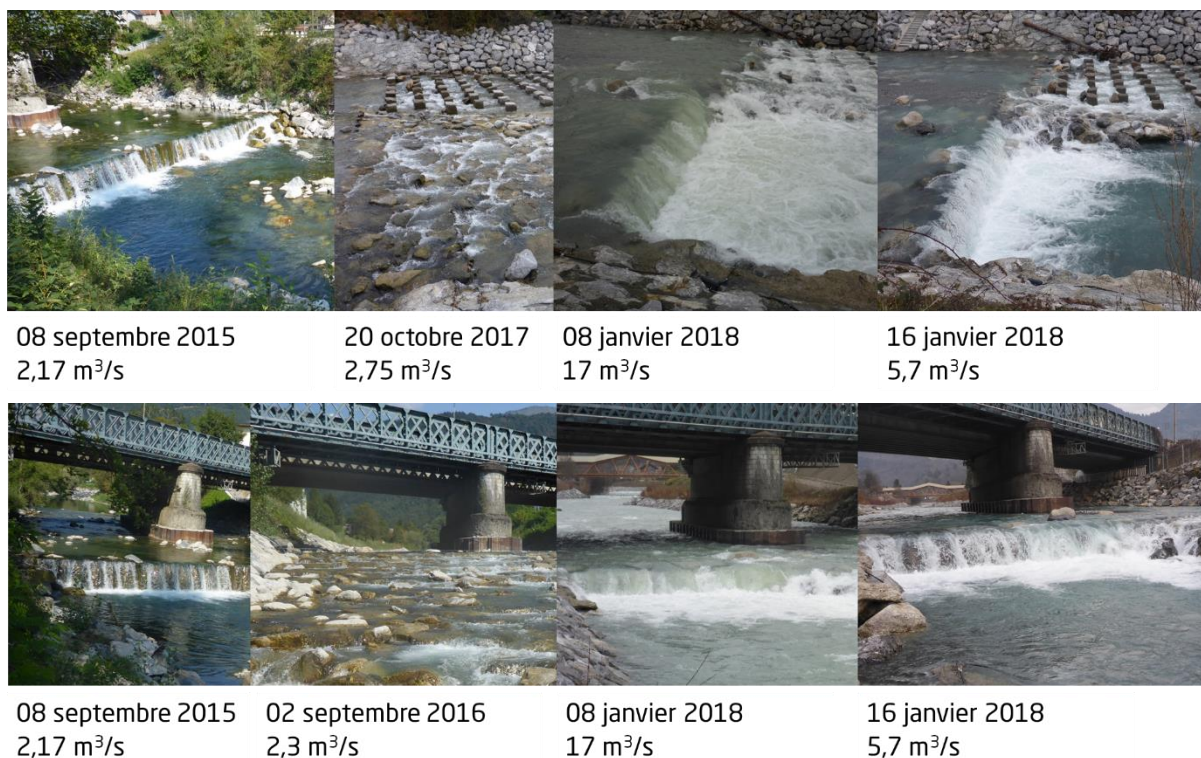 08 septembre 2015
2,17 m³/s
20 octobre 2017
2,75 m³/s
08 janvier 2018
17 m³/s
16 janvier 2018
5,7 m³/s
08 septembre 2015
2,17 m³/s
02 septembre 2016
2,3 m³/s
08 janvier 2018
17 m³/s
16 janvier 2018
5,7 m³/s